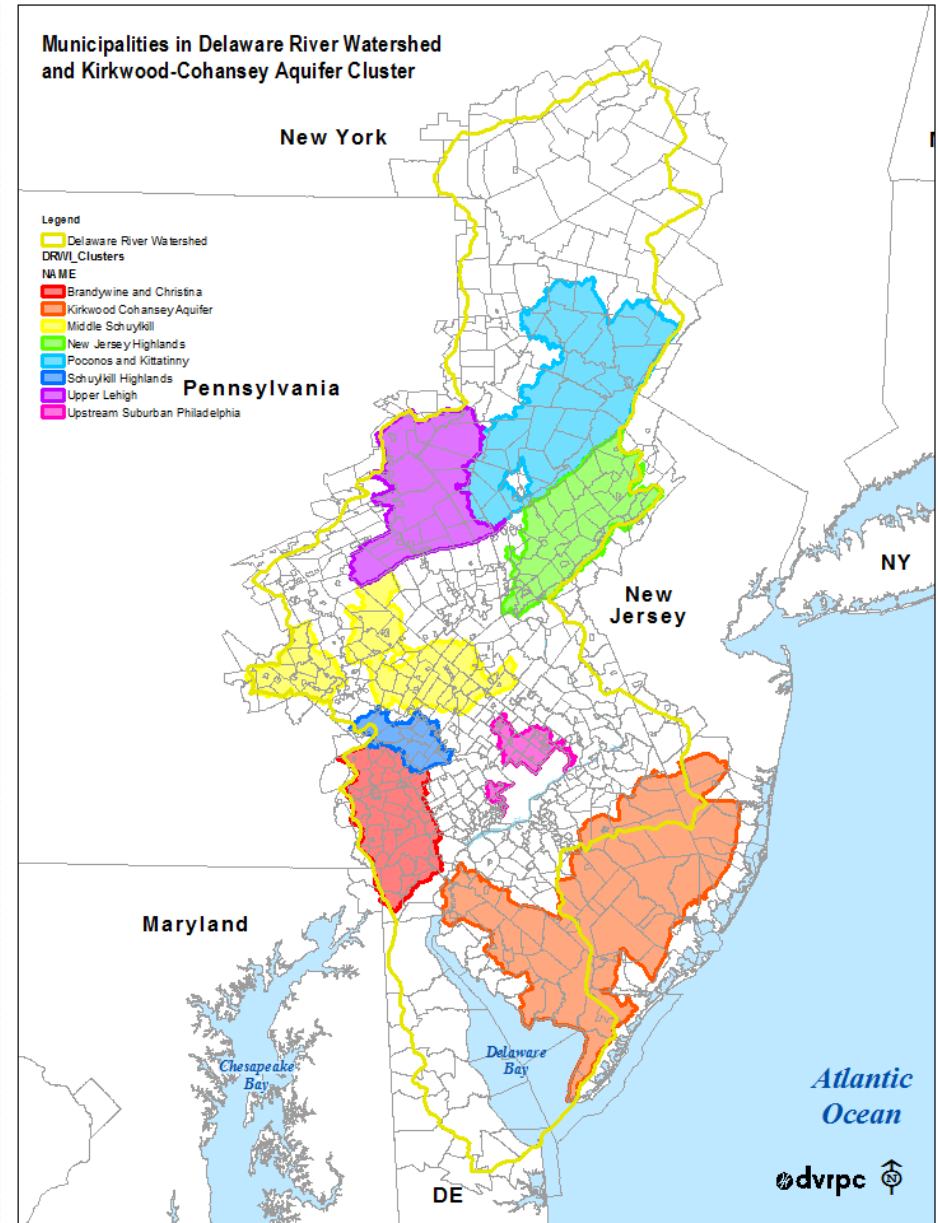 Municipalities in Delaware River Watershed
and Kirkwood-Cohansey Aquifer Cluster
New York
Legend
Delaware River Watershed
DRWI_Clusters
NAME
Brandywine and Christina
Kirkwood Cohansey Aquifer
Middle Schuylkill
New Jersey Highlands
Poconos and Kittatinny
Schuylkill Highlands
Upper Lehigh
Upstream Suburban Philadelphia
Pennsylvania
NY
New
Jersey
Maryland
Chesapeake
Bay
Delaware
Bay
Atlantic
Ocean
DE
dvrpc
N